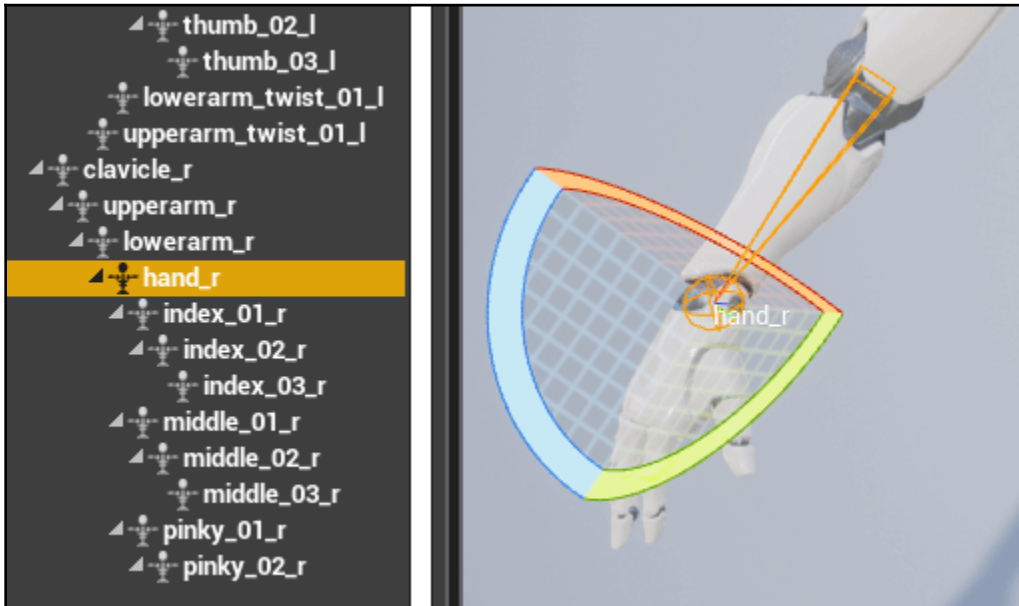 thumb_02_l
thumb_03_l
lowerarm_twist_01_l
upperarm_twist_01_l
clavicle_r
upperarm_r
lowerarm_r
hand_r
index_01_r
index_02_r
index_03_r
middle_01_r
middle_02_r
middle_03_r
pinky_01_r
pinky_02_r
hand_r